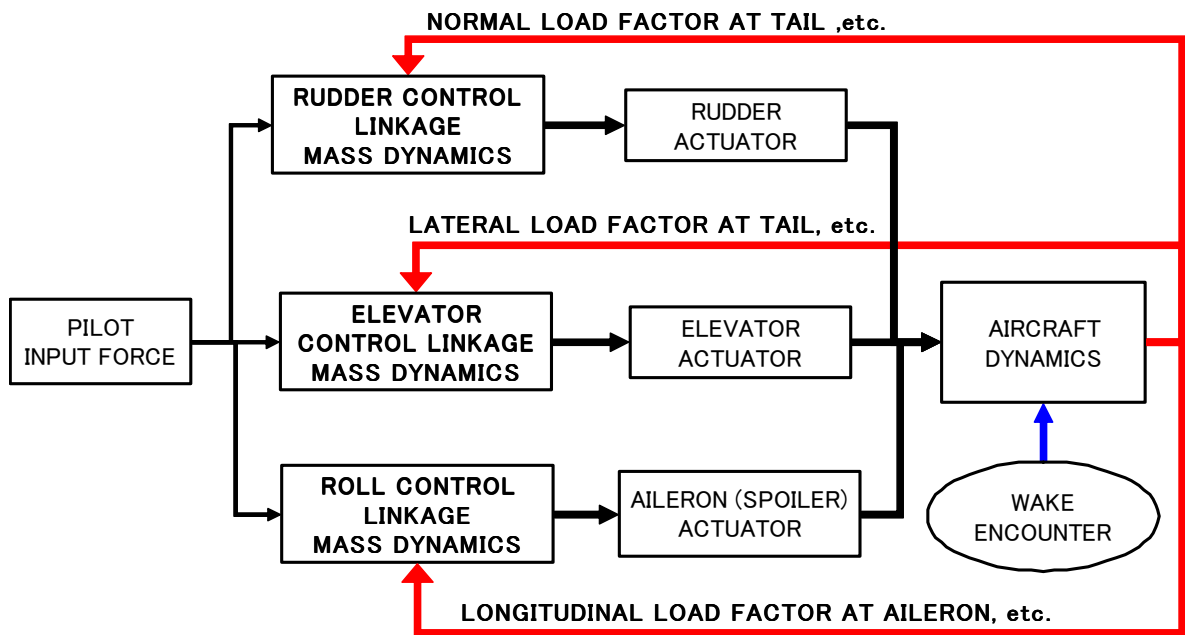 NORMAL LOAD FACTOR AT TAIL ,etc.
RUDDER CONTROL
LINKAGE
MASS DYNAMICS
RUDDER
ACTUATOR
LATERAL LOAD FACTOR AT TAIL, etc.
PILOT
INPUT FORCE
ELEVATOR
CONTROL LINKAGE
MASS DYNAMICS
ELEVATOR
ACTUATOR
AIRCRAFT
DYNAMICS
ROLL CONTROL
LINKAGE
MASS DYNAMICS
AILERON (SPOILER)
ACTUATOR
WAKE
ENCOUNTER
LONGITUDINAL LOAD FACTOR AT AILERON, etc.